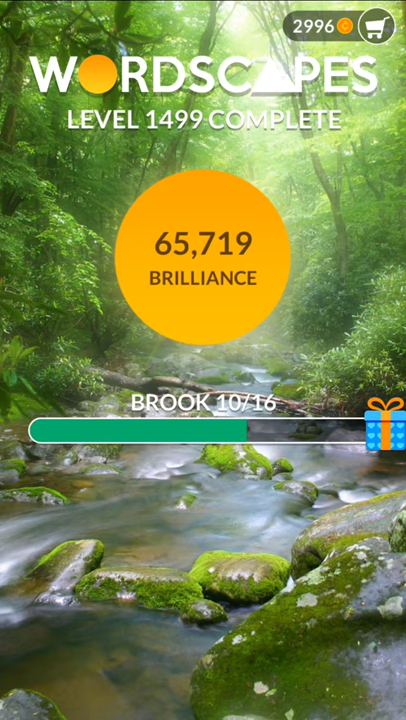 2996
WORDSCAPES
LEVEL 1499 COMPLETE
65,719
BRILLIANCE
BROOK 10/16